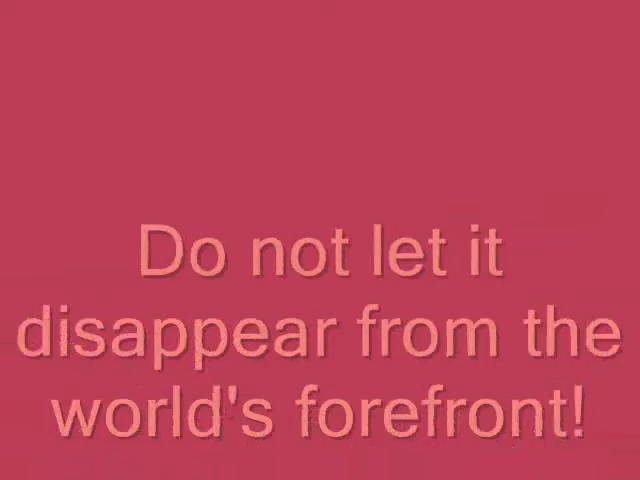 Do not let it
disappear from the
world's forefront!